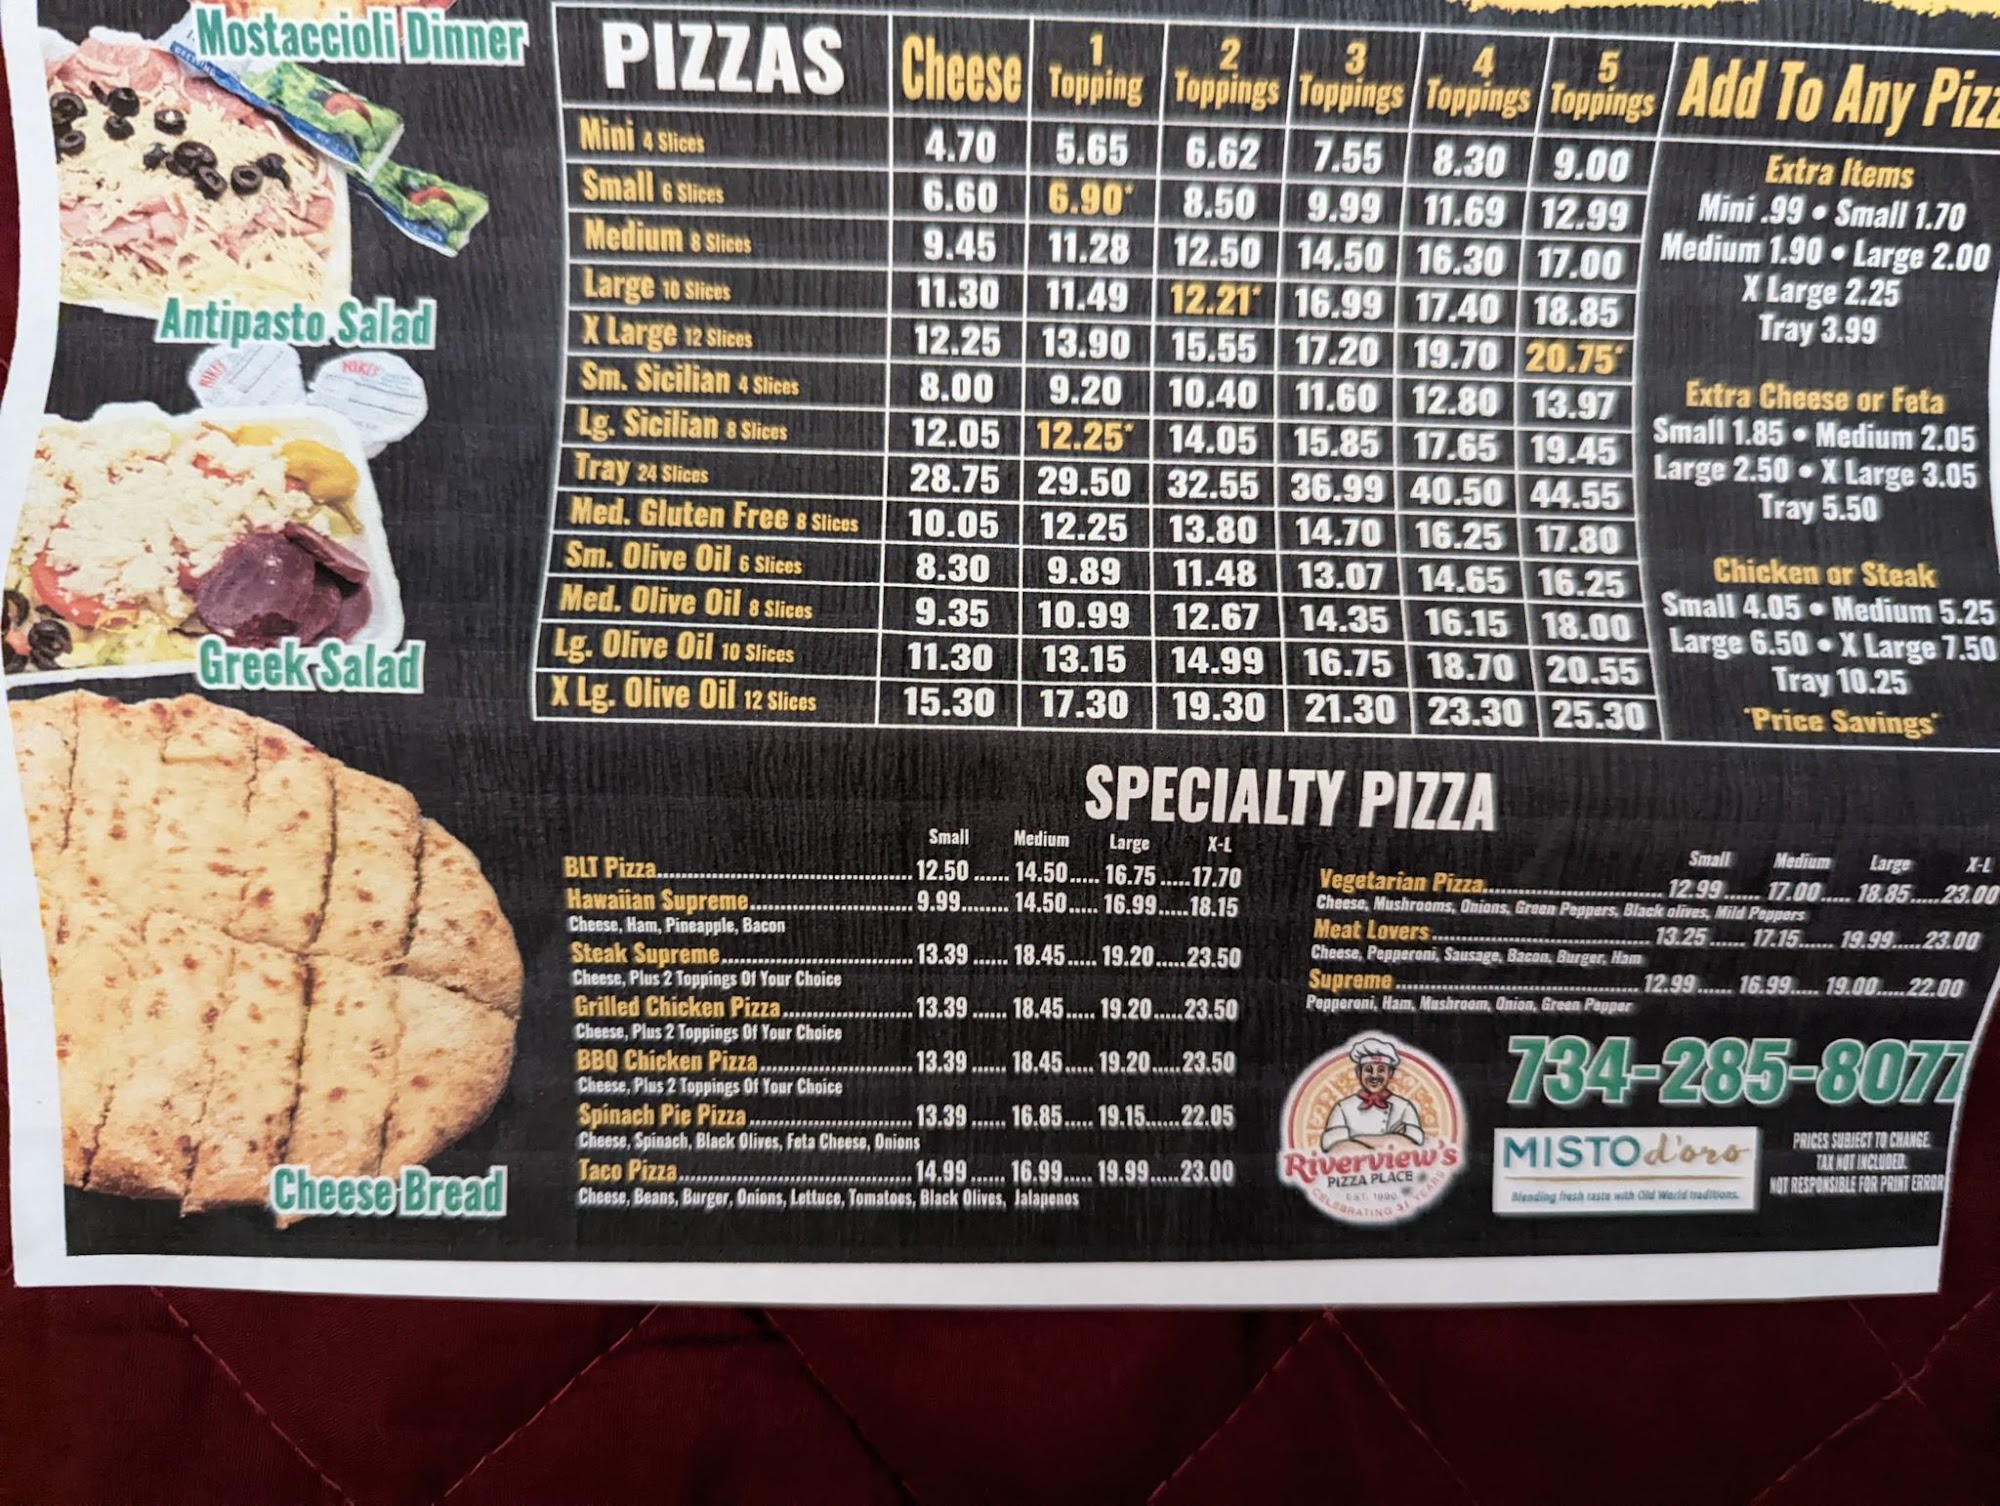 Mostaccioli Dinner
Antipasto Salad
Greek Salad
Cheese Bread
PIZZAS Cheese 1 Topping 2 Toppings 3 Toppings 4 Toppings 5 Toppings
Mini 4 Slices 4.70 5.65 6.62 7.55 8.30 9.00
Small 6 Slices 6.60 6.90* 8.50 9.99 11.69 12.99
Medium 8 Slices 9.45 11.28 12.50 14.50 16.30 17.00
Large 10 Slices 11.30 11.49 12.21* 16.99 17.40 18.85
X Large 12 Slices 12.25 13.90 15.55 17.20 19.70 20.75*
Sm. Sicilian 4 Slices 8.00 9.20 10.40 11.60 12.80 13.97
Lg. Sicilian 8 Slices 12.05 12.25* 14.05 15.85 17.65 19.45
Tray 24 Slices 28.75 29.50 32.55 36.99 40.50 44.55
Med. Gluten Free 8 Slices 10.05 12.25 13.80 14.70 16.25 17.80
Sm. Olive Oil 6 Slices 8.30 9.89 11.48 13.07 14.65 16.25
Med. Olive Oil 8 Slices 9.35 10.99 12.67 14.35 16.15 18.00
Lg. Olive Oil 10 Slices 11.30 13.15 14.99 16.75 18.70 20.55
X Lg. Olive Oil 12 Slices 15.30 17.30 19.30 21.30 23.30 25.30
Add To Any Pizz
Extra Items
Mini .99 • Small 1.70
Medium 1.90 • Large 2.00
X Large 2.25
Tray 3.99
Extra Cheese or Feta
Small 1.85 • Medium 2.05
Large 2.50 • X Large 3.05
Tray 5.50
Chicken or Steak
Small 4.05 • Medium 5.25
Large 6.50 • X Large 7.50
Tray 10.25
*Price Savings*
SPECIALTY PIZZA
Small Medium Large X-L
BLT Pizza 12.50 14.50 16.75 17.70
Hawaiian Supreme 9.99 14.50 16.99 18.15
Cheese, Ham, Pineapple, Bacon
Steak Supreme 13.39 18.45 19.20 23.50
Cheese, Plus 2 Toppings Of Your Choice
Grilled Chicken Pizza 13.39 18.45 19.20 23.50
Cheese, Plus 2 Toppings Of Your Choice
BBQ Chicken Pizza 13.39 18.45 19.20 23.50
Cheese, Plus 2 Toppings Of Your Choice
Spinach Pie Pizza 13.39 16.85 19.15 22.05
Cheese, Spinach, Black Olives, Feta Cheese, Onions
Taco Pizza 14.99 16.99 19.99 23.00
Cheese, Beans, Burger, Onions, Lettuce, Tomatoes, Black Olives, Jalapenos
Small Medium Large X-L
Vegetarian Pizza 12.99 17.00 18.85 23.00
Cheese, Mushrooms, Onions, Green Peppers, Black olives, Mild Peppers
Meat Lovers 13.25 17.15 19.99 23.00
Cheese, Pepperoni, Sausage, Bacon, Burger, Ham
Supreme 12.99 16.99 19.00 22.00
Pepperoni, Ham, Mushroom, Onion, Green Pepper
734-285-8077
Riverview's
PIZZA PLACE
EST. 1990
CELEBRATING 31 YEARS
MISTO d'oro
Blending fresh taste with Old World traditions.
PRICES SUBJECT TO CHANGE.
TAX NOT INCLUDED.
NOT RESPONSIBLE FOR PRINT ERROR